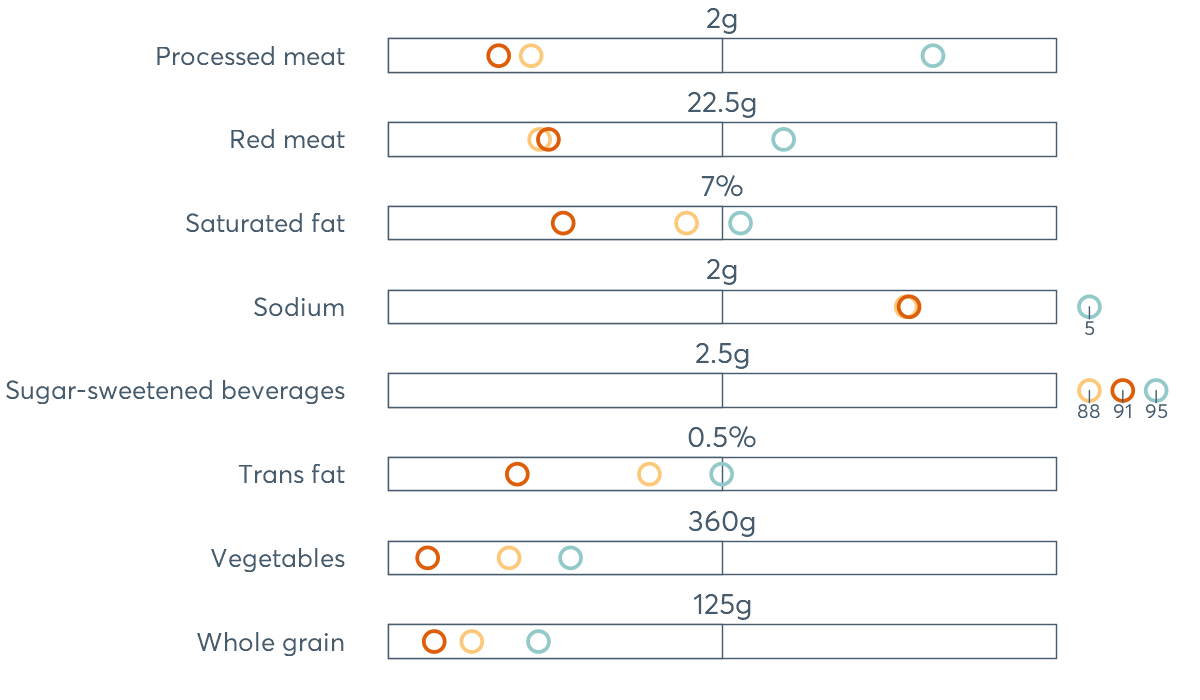 2g
Processed meat
22.5g
Red meat
7%
Saturated fat
2g
Sodium
5
2.5g
Sugar-sweetened beverages
88 91 95
0.5%
Trans fat
360g
Vegetables
125g
Whole grain